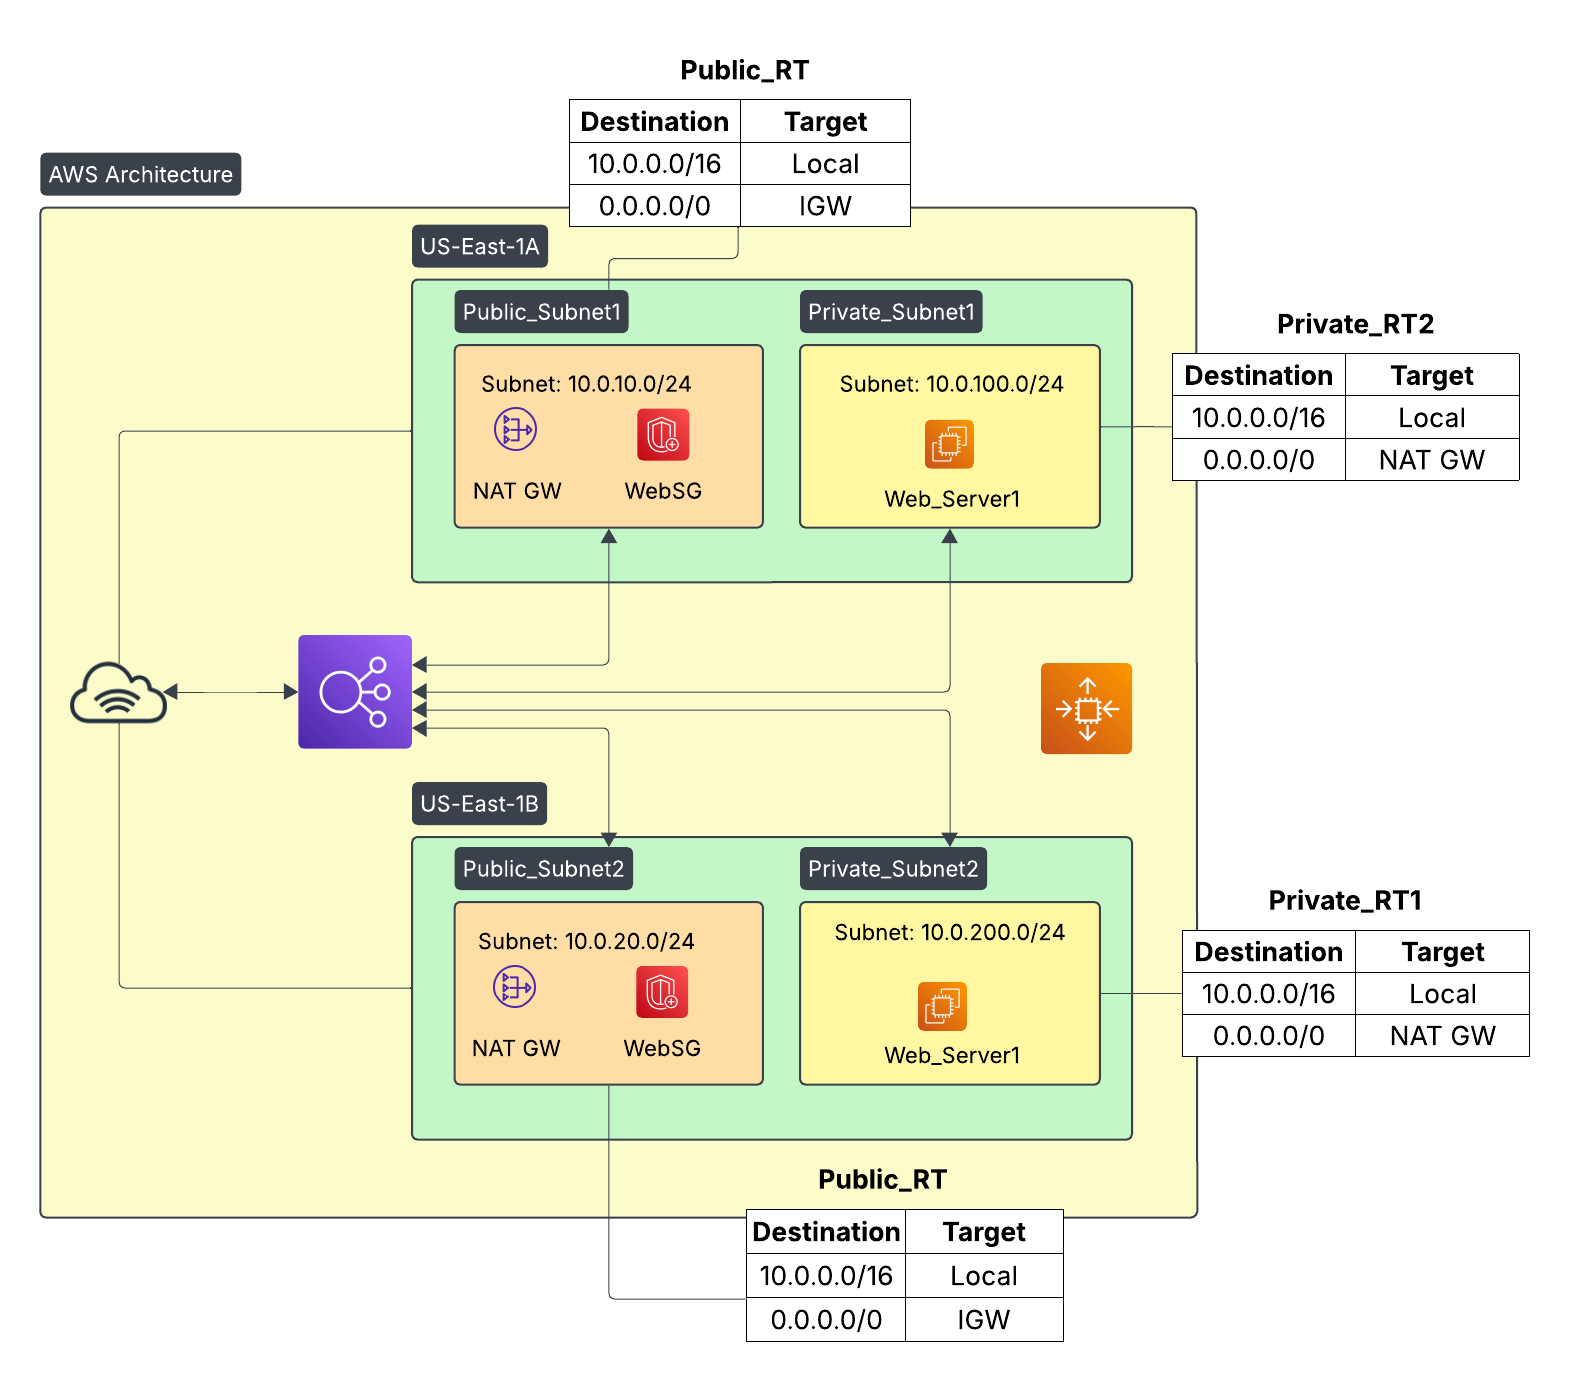 Public_RT
Destination Target
10.0.0.0/16 Local
0.0.0.0/0 IGW
AWS Architecture
US-East-1A
Public_Subnet1
Subnet: 10.0.10.0/24
NAT GW
WebSG
Private_Subnet1
Subnet: 10.0.100.0/24
Web_Server1
Private_RT2
Destination Target
10.0.0.0/16 Local
0.0.0.0/0 NAT GW
US-East-1B
Public_Subnet2
Subnet: 10.0.20.0/24
NAT GW
WebSG
Private_Subnet2
Subnet: 10.0.200.0/24
Web_Server1
Private_RT1
Destination Target
10.0.0.0/16 Local
0.0.0.0/0 NAT GW
Public_RT
Destination Target
10.0.0.0/16 Local
0.0.0.0/0 IGW